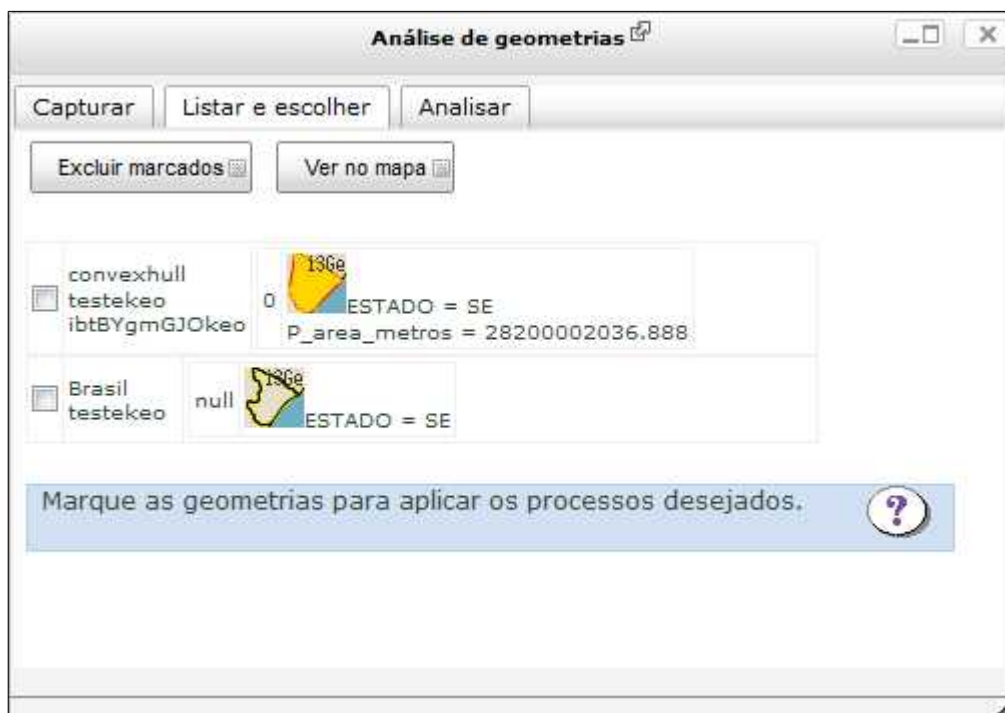 Análise de geometrias
Capturar
Listar e escolher
Analisar
Excluir marcados
Ver no mapa
convexhull
testekeo
ibtBYgmGJOkeo
0
13Ge
ESTADO = SE
P_area_metros = 28200002036.888
Brasil
testekeo
null
13Ge
ESTADO = SE
Marque as geometrias para aplicar os processos desejados.
?